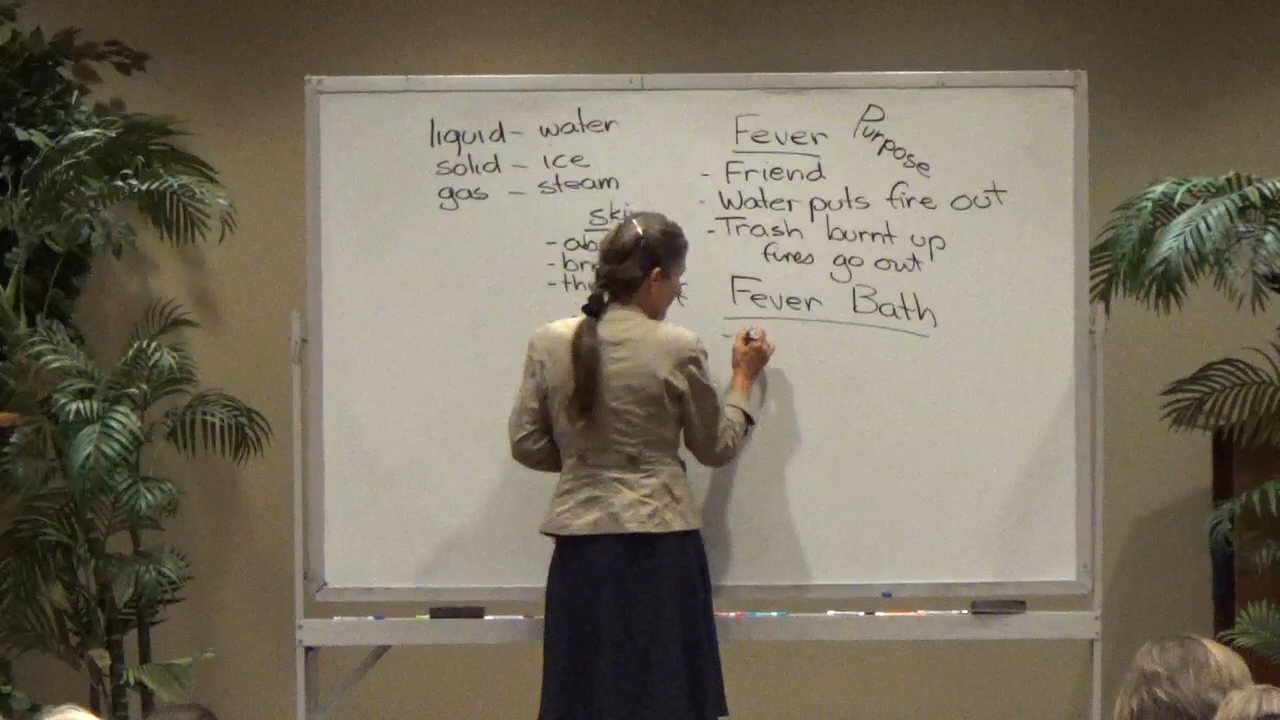 liquid - water
solid - ice
gas - steam
Fever Purpose
- Friend
- Water puts fire out
- Trash burnt up
fires go out
Fever Bath
-